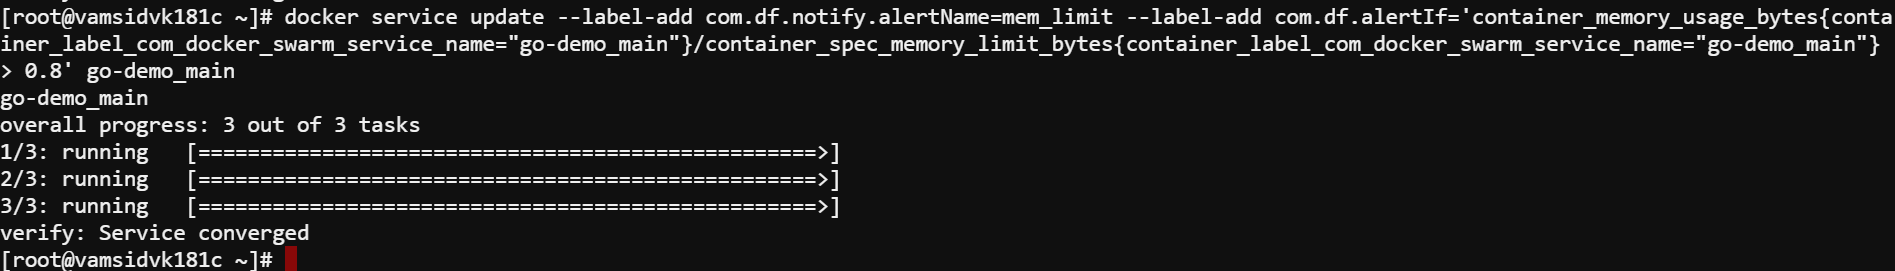 [root@vamsidvk181c ~]# docker service update --label-add com.df.notify.alertName=mem_limit --label-add com.df.alertIf='container_memory_usage_bytes{conta
iner_label_com_docker_swarm_service_name="go-demo_main"}/container_spec_memory_limit_bytes{container_label_com_docker_swarm_service_name="go-demo_main"}
> 0.8' go-demo_main
go-demo_main
overall progress: 3 out of 3 tasks
1/3: running   [==================================================>]
2/3: running   [==================================================>]
3/3: running   [==================================================>]
verify: Service converged
[root@vamsidvk181c ~]#